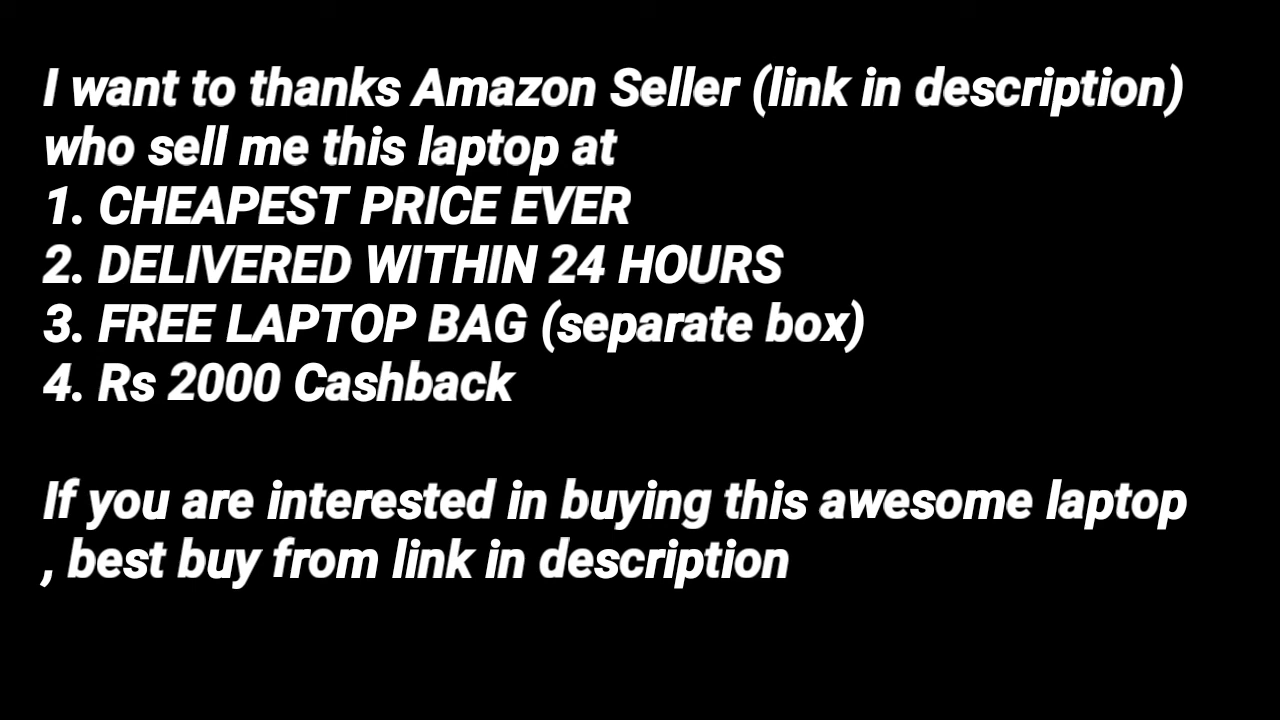 I want to thanks Amazon Seller (link in description)
who sell me this laptop at
1. CHEAPEST PRICE EVER
2. DELIVERED WITHIN 24 HOURS
3. FREE LAPTOP BAG (separate box)
4. Rs 2000 Cashback
If you are interested in buying this awesome laptop
, best buy from link in description